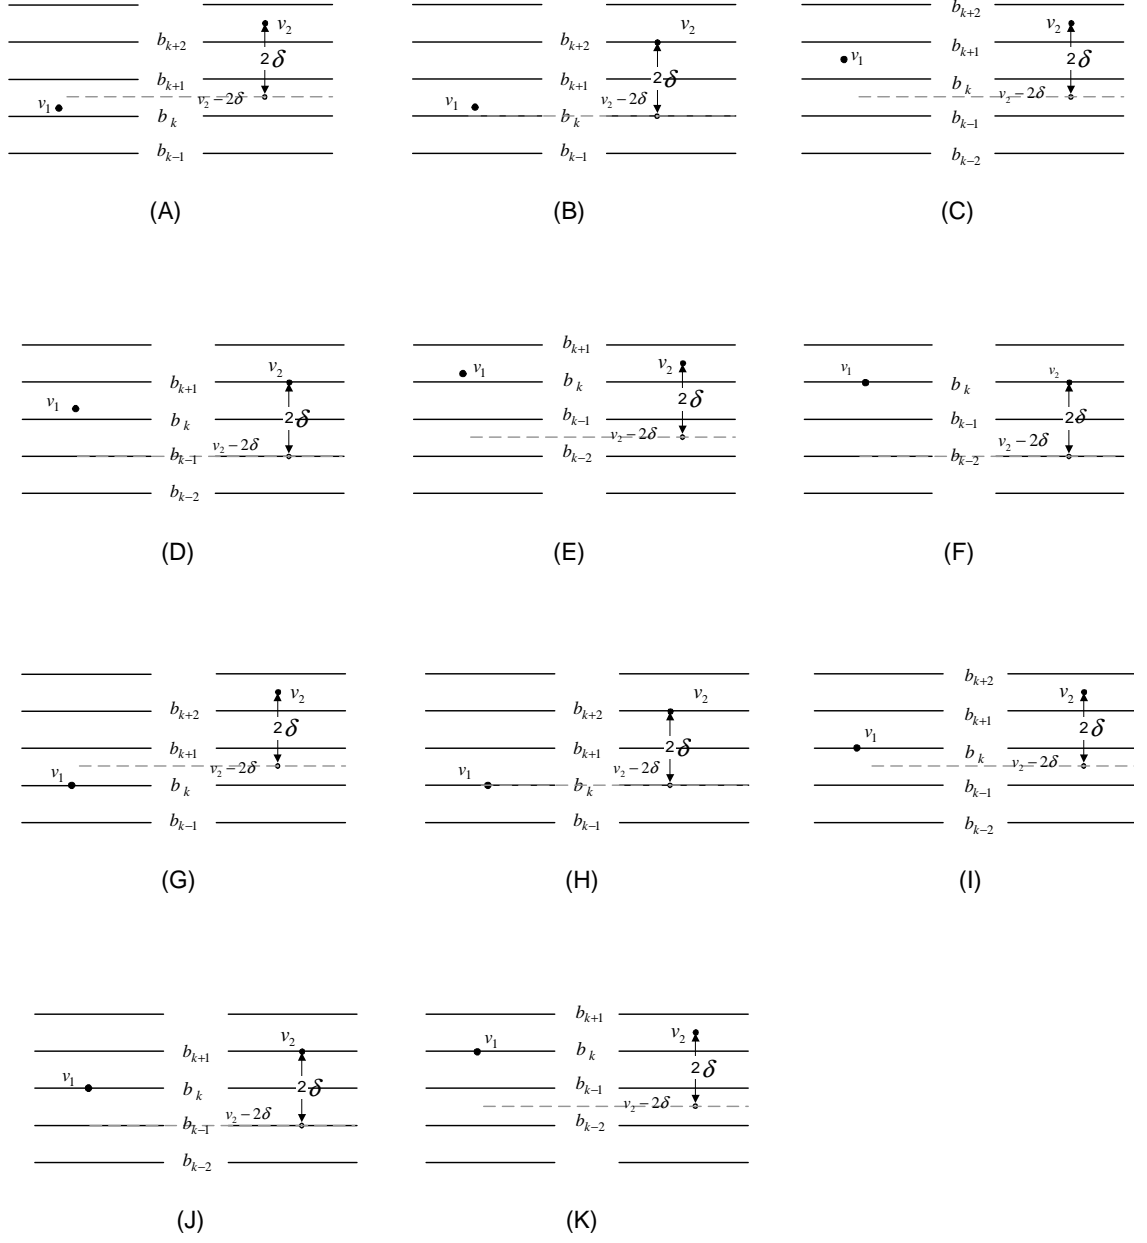 b_{k+2} v_2
2δ
b_{k+1}
v_1 v_2 − 2δ
b_k
b_{k−1}
(A)
v_2
b_{k+2}
b_{k+1} 2δ
v_1 v_2 − 2δ
b_k
b_{k−1}
(B)
b_{k+2}
v_2
b_{k+1}
v_1 2δ
b_k
v_2 − 2δ
b_{k−1}
b_{k−2}
(C)
v_2
b_{k+1}
v_1
b_k 2δ
v_2 − 2δ
b_{k−1}
b_{k−2}
(D)
b_{k+1}
v_1 v_2
b_k
2δ
b_{k−1}
v_2 − 2δ
b_{k−2}
(E)
v_1 v_2
b_k
b_{k−1} 2δ
v_2 − 2δ
b_{k−2}
(F)
v_2
b_{k+2}
2δ
b_{k+1}
v_1 v_2 − 2δ
b_k
b_{k−1}
(G)
v_2
b_{k+2}
b_{k+1} 2δ
v_1 v_2 − 2δ
b_k
b_{k−1}
(H)
b_{k+2}
v_2
b_{k+1}
2δ
v_1
b_k
v_2 − 2δ
b_{k−1}
b_{k−2}
(I)
v_2
b_{k+1}
v_1 b_k 2δ
v_2 − 2δ
b_{k−1}
b_{k−2}
(J)
b_{k+1}
v_1 v_2
b_k
2δ
b_{k−1}
v_2 − 2δ
b_{k−2}
(K)